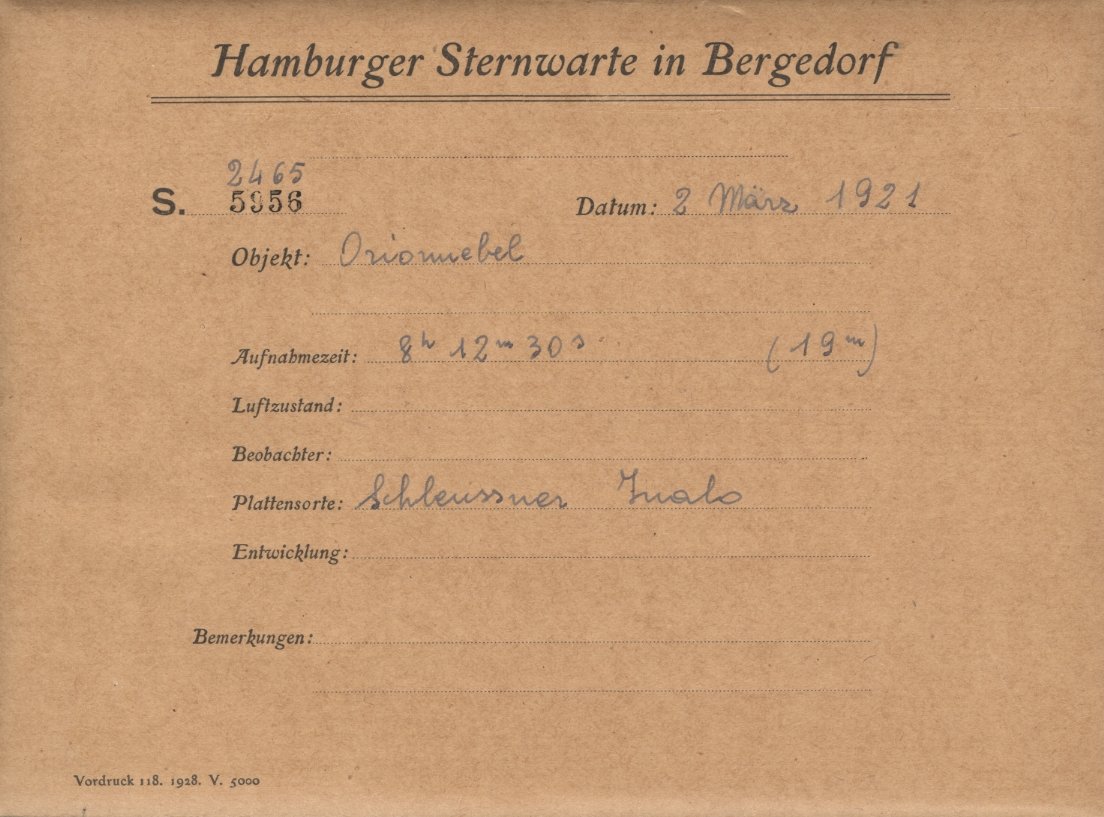 Hamburger Sternwarte in Bergedorf
2465
S. 5956 Datum: 2 März 1921
Objekt: Orionnebel
Aufnahmezeit: 8h 12m 30s (19m)
Luftzustand:
Beobachter:
Plattensorte: Schleussner Inalo
Entwicklung:
Bemerkungen:
Vordruck 118. 1928. V. 5000